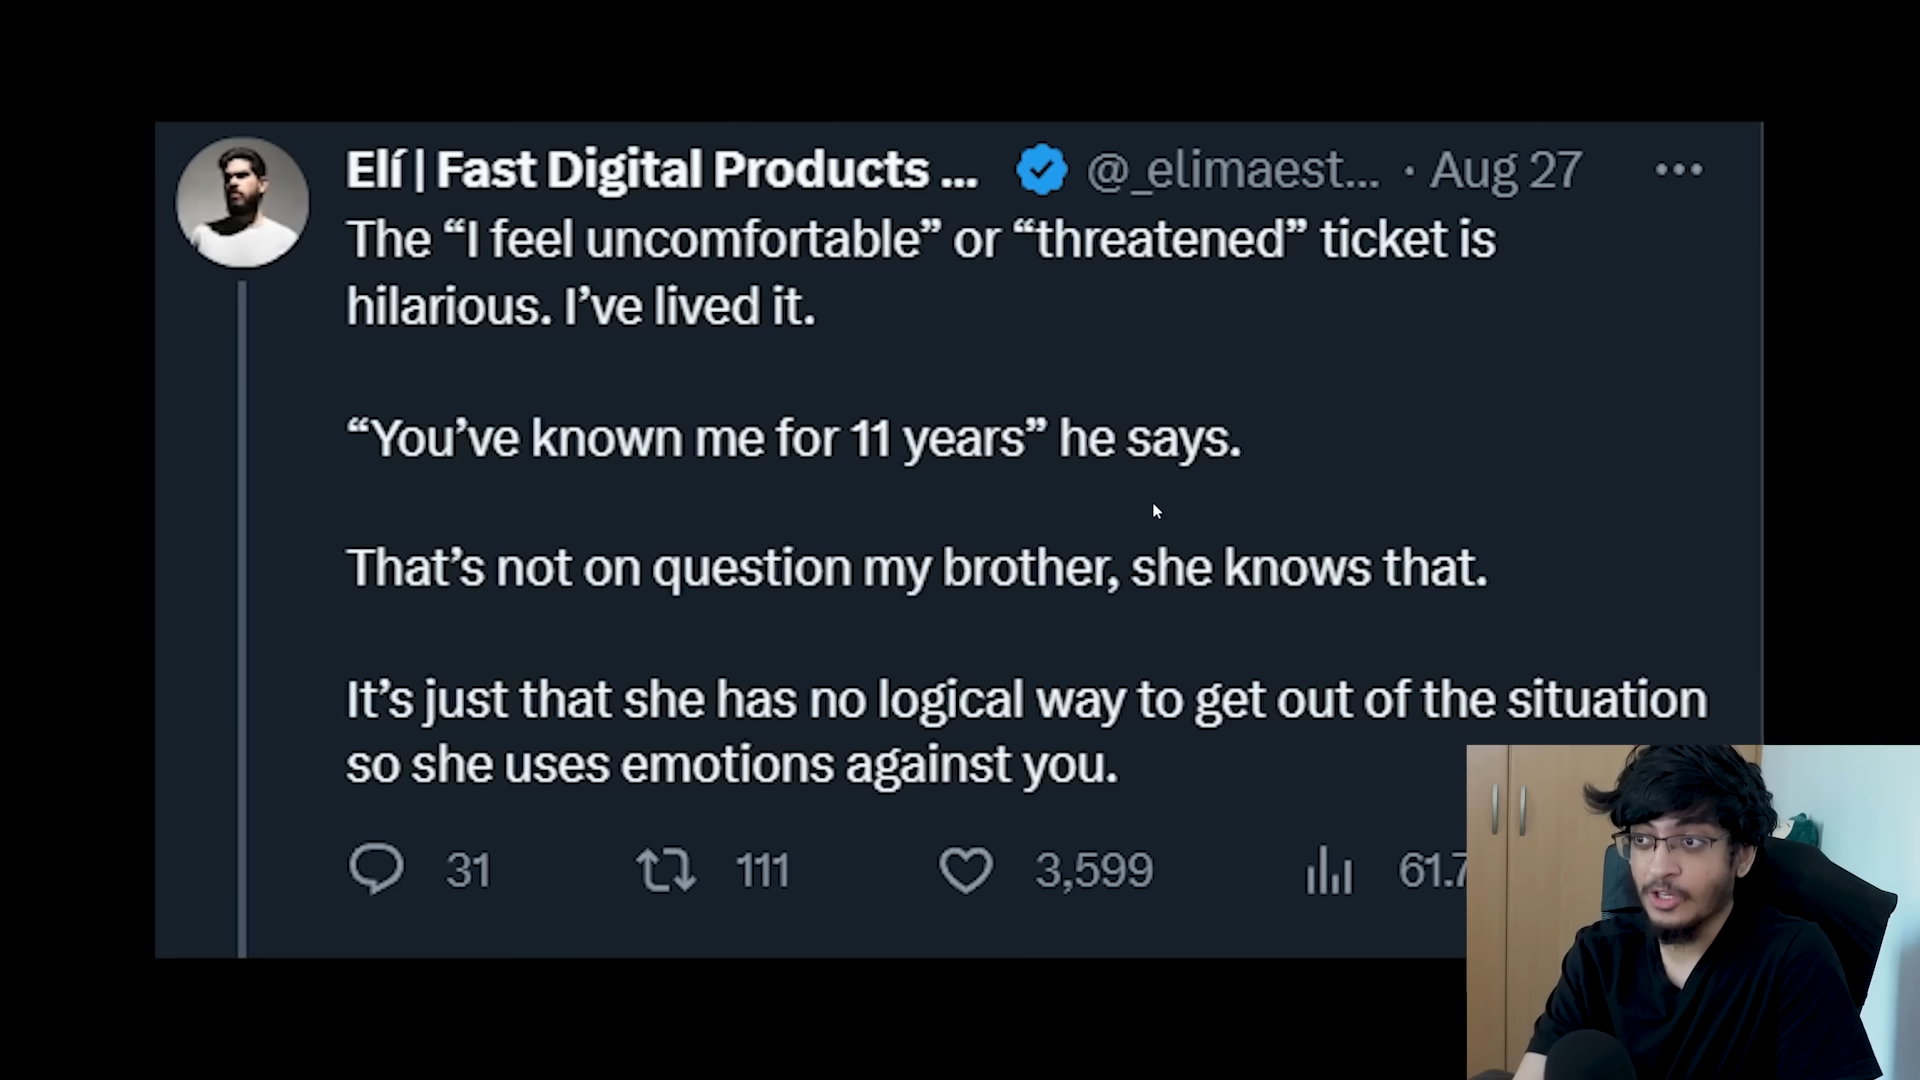 Elí | Fast Digital Products ... @_elimaest... · Aug 27
The “I feel uncomfortable” or “threatened” ticket is
hilarious. I’ve lived it.
“You’ve known me for 11 years” he says.
That’s not on question my brother, she knows that.
It’s just that she has no logical way to get out of the situation
so she uses emotions against you.
31 111 3,599 61.7